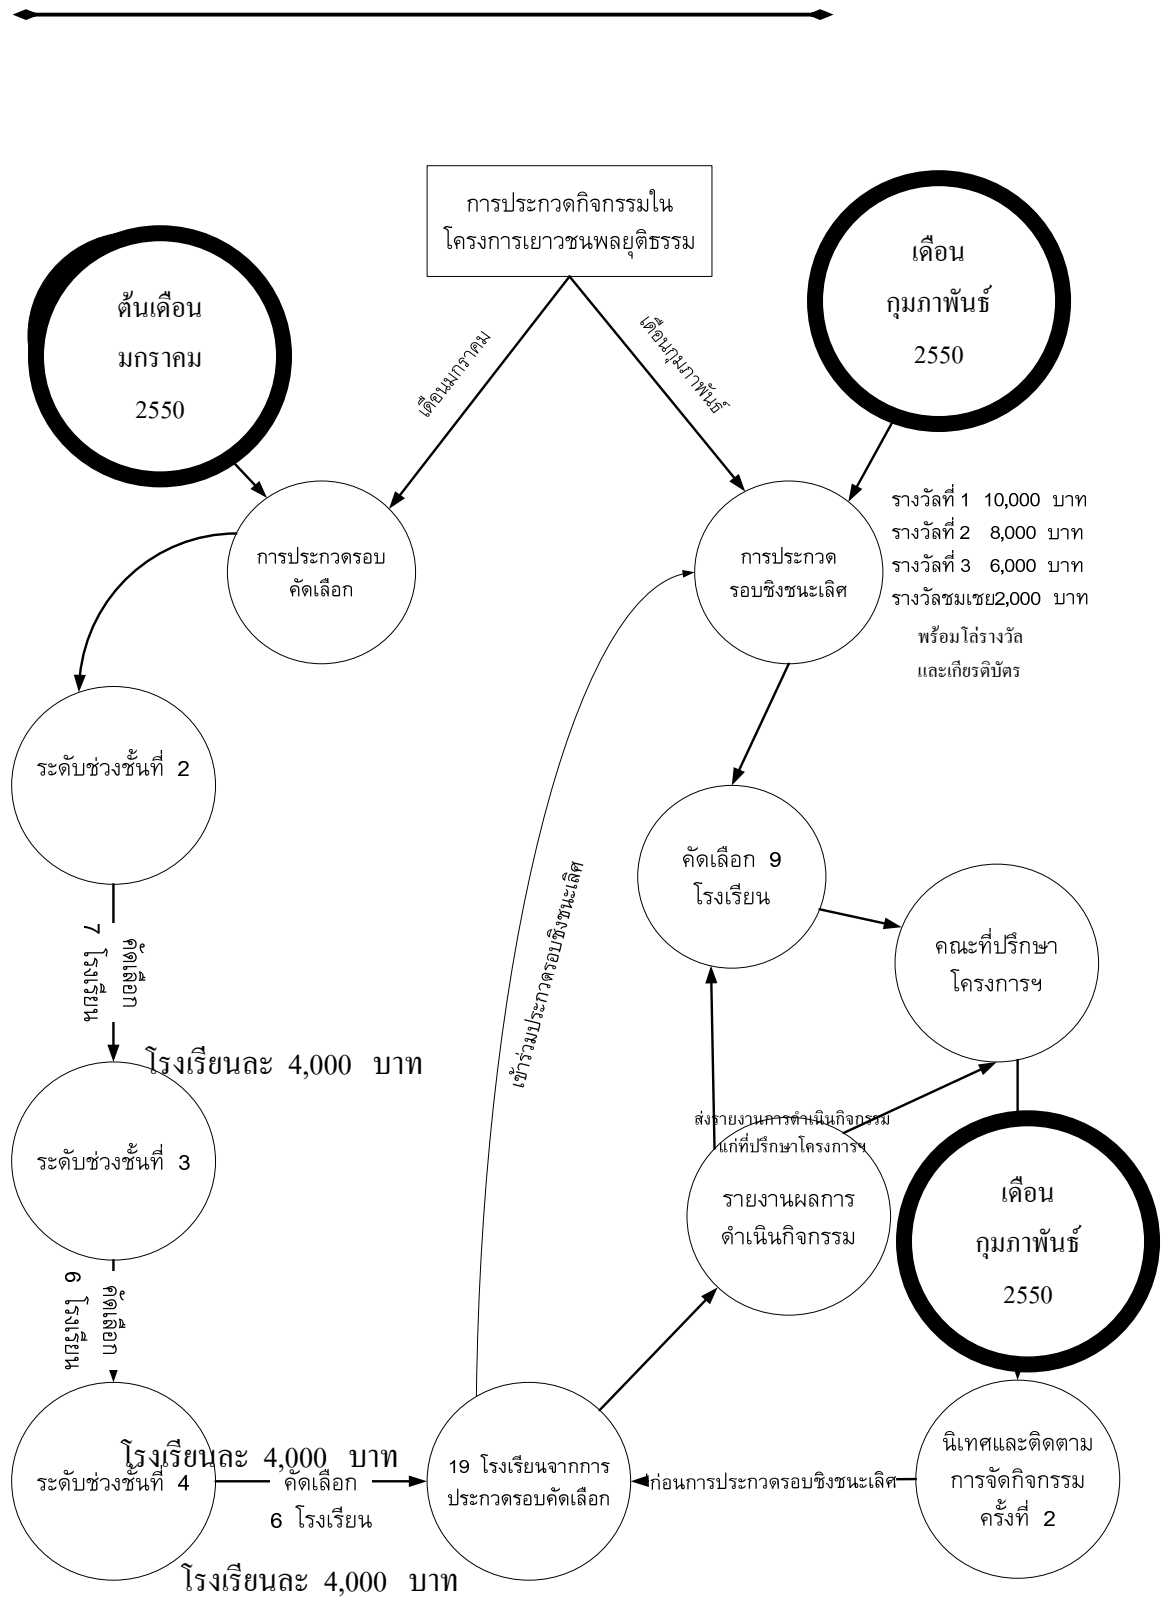 การประกวดกิจกรรมใน
โครงการเยาวชนพลยุติธรรม
เดือน
กุมภาพันธ์
2550
ต้นเดือน
มกราคม
2550
เดือนมกราคม
เดือนกุมภาพันธ์
การประกวดรอบ
คัดเลือก
การประกวด
รอบชิงชนะเลิศ
รางวัลที่ 1 10,000 บาท
รางวัลที่ 2 8,000 บาท
รางวัลที่ 3 6,000 บาท
รางวัลชมเชย2,000 บาท
พร้อมโล่รางวัล
และเกียรติบัตร
ระดับช่วงชั้นที่ 2
คัดเลือก
7 โรงเรียน
เข้าร่วมประกวดรอบชิงชนะเลิศ
คัดเลือก 9
โรงเรียน
คณะที่ปรึกษา
โครงการฯ
โรงเรียนละ 4,000 บาท
ระดับช่วงชั้นที่ 3
ส่งรายงานการดำเนินกิจกรรม
แก่ที่ปรึกษาโครงการฯ
รายงานผลการ
ดำเนินกิจกรรม
เดือน
กุมภาพันธ์
2550
คัดเลือก
6 โรงเรียน
โรงเรียนละ 4,000 บาท
ระดับช่วงชั้นที่ 4
คัดเลือก
6 โรงเรียน
19 โรงเรียนจากการ
ประกวดรอบคัดเลือก
ก่อนการประกวดรอบชิงชนะเลิศ
นิเทศและติดตาม
การจัดกิจกรรม
ครั้งที่ 2
โรงเรียนละ 4,000 บาท